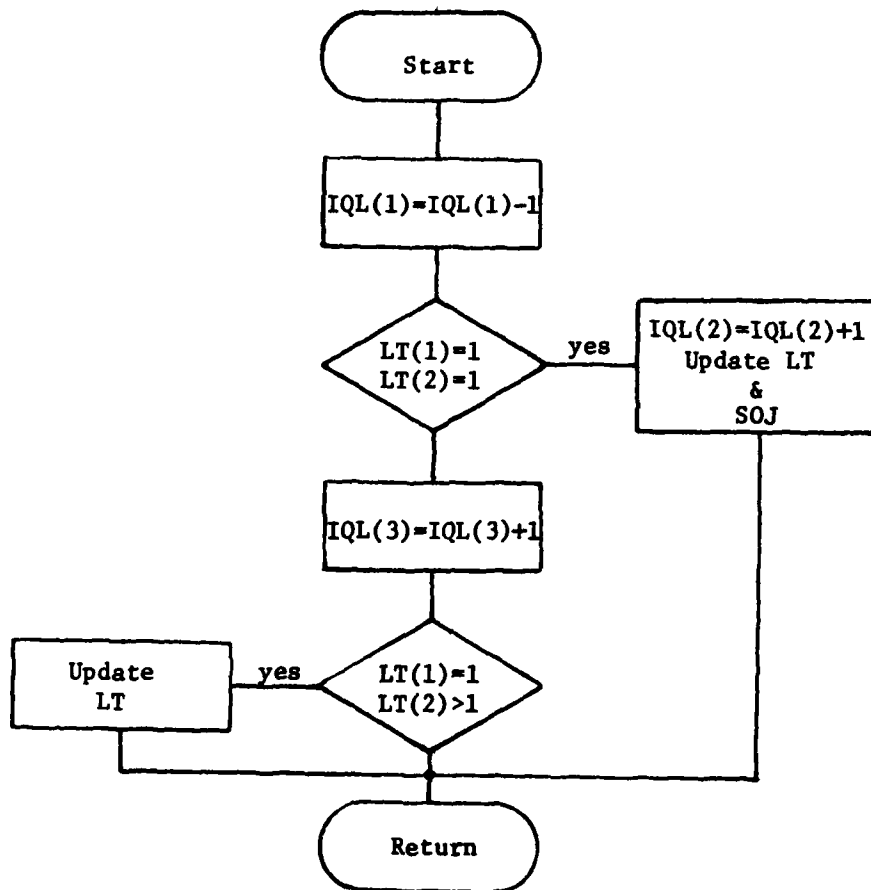 Start
IQL(1)=IQL(1)-1
LT(1)=1
LT(2)=1
yes
IQL(2)=IQL(2)+1
Update LT
&
SOJ
IQL(3)=IQL(3)+1
LT(1)=1
LT(2)>1
yes
Update
LT
Return